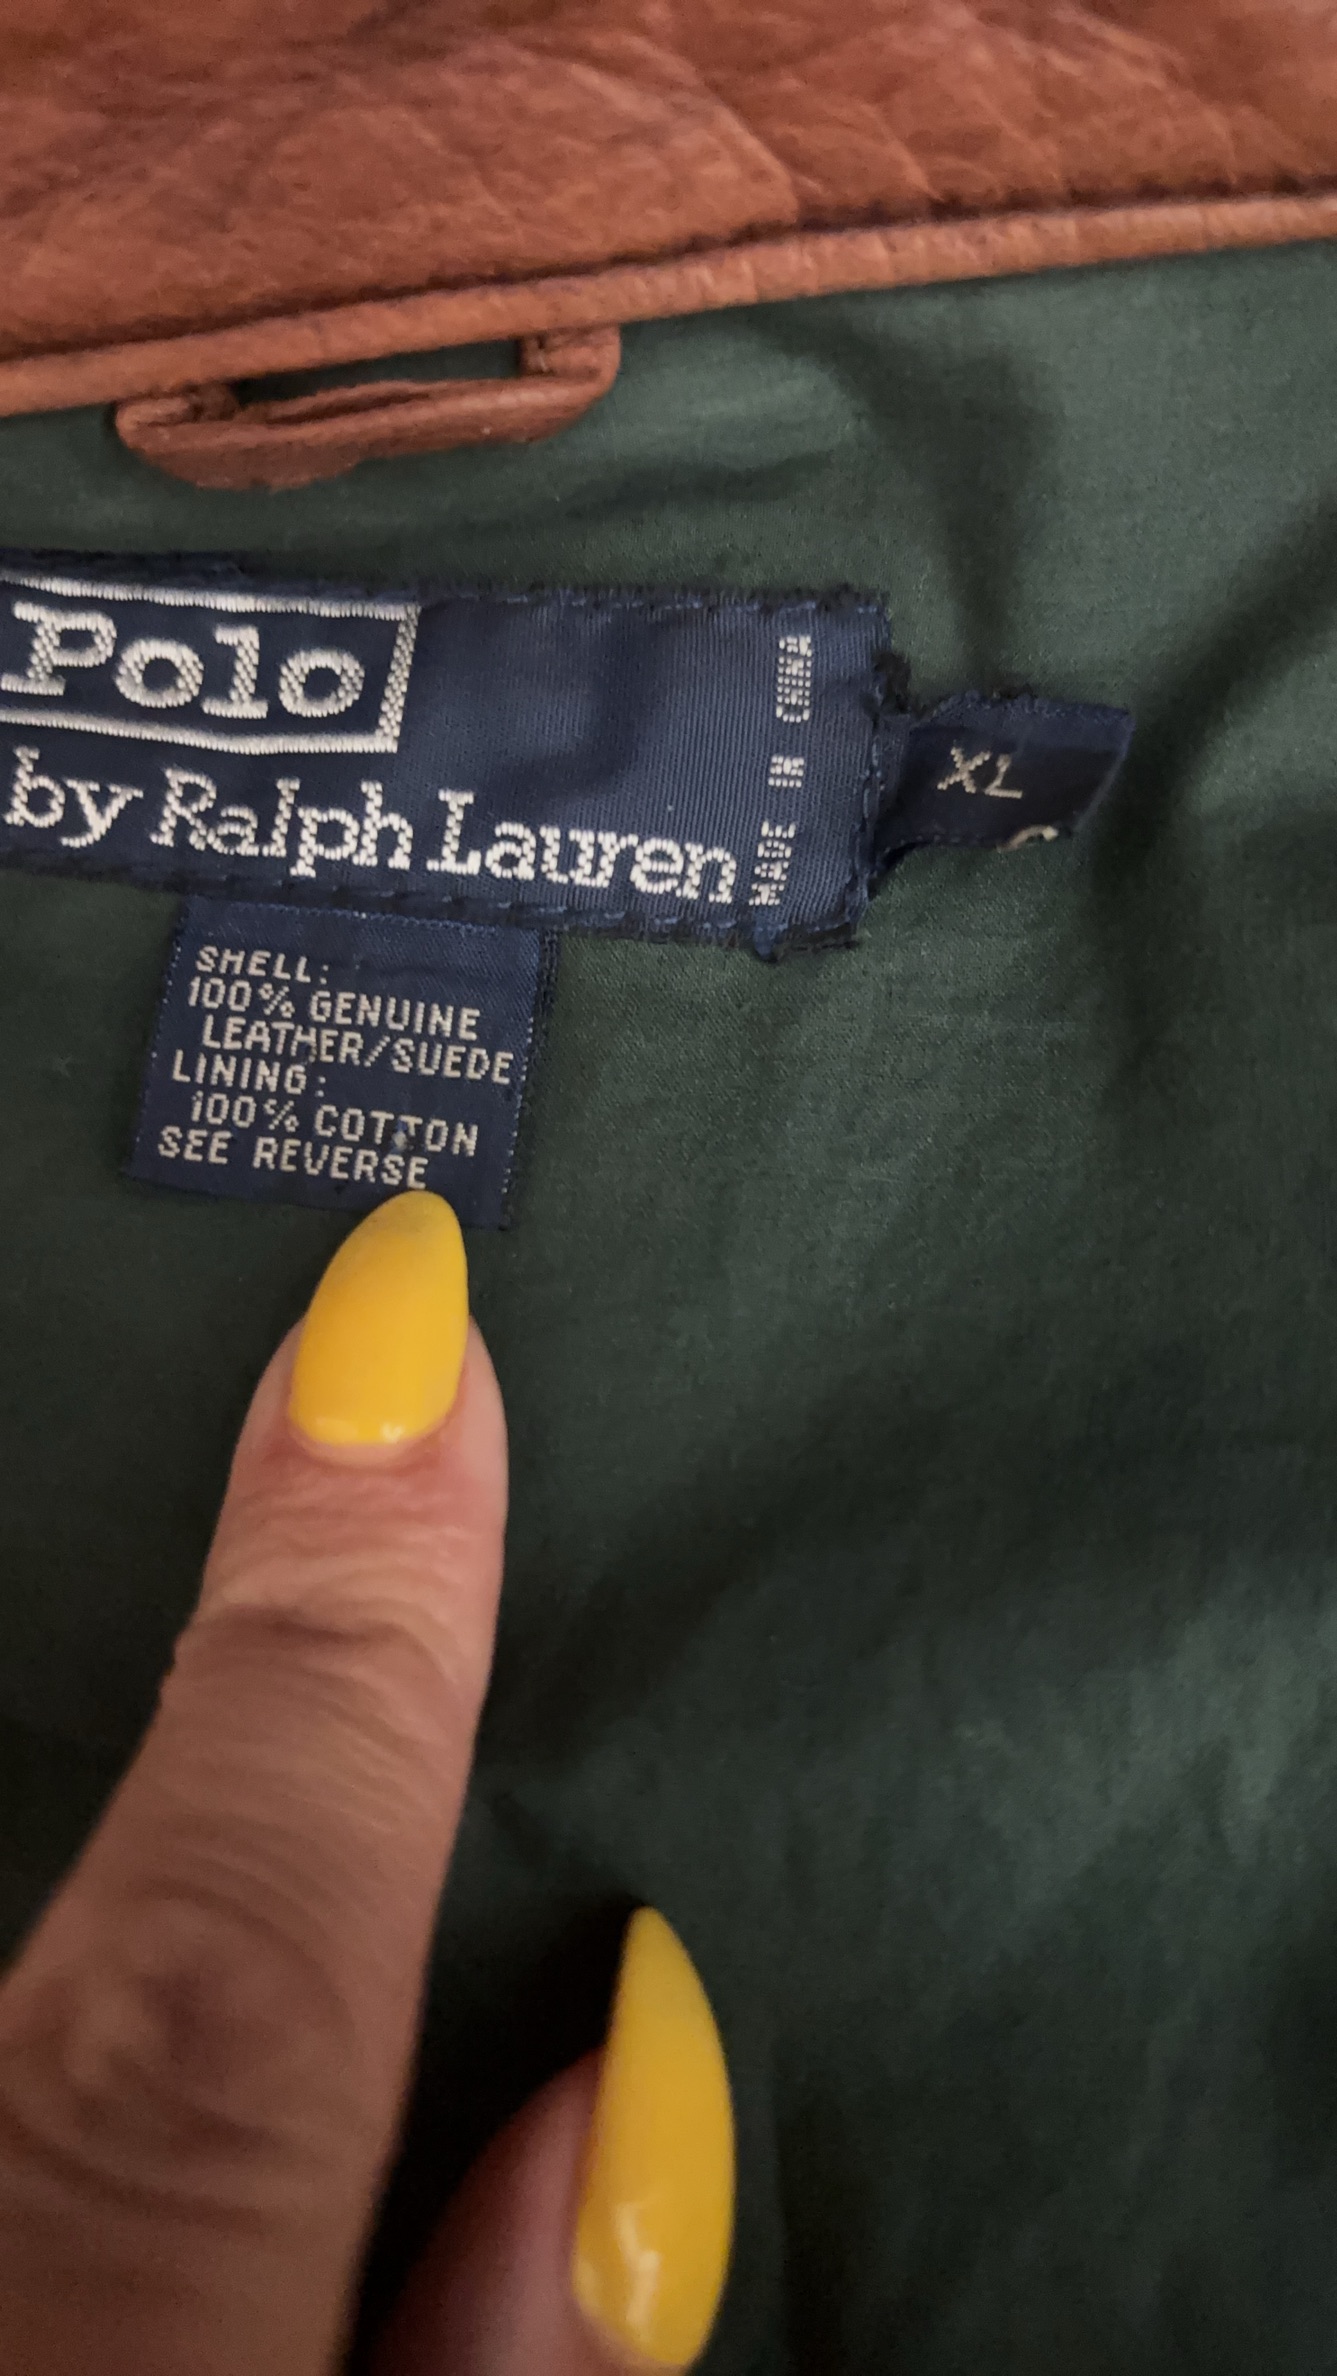 Polo
by Ralph Lauren
MADE IN CHINA
XL
SHELL:
100% GENUINE
LEATHER/SUEDE
LINING:
100% COTTON
SEE REVERSE